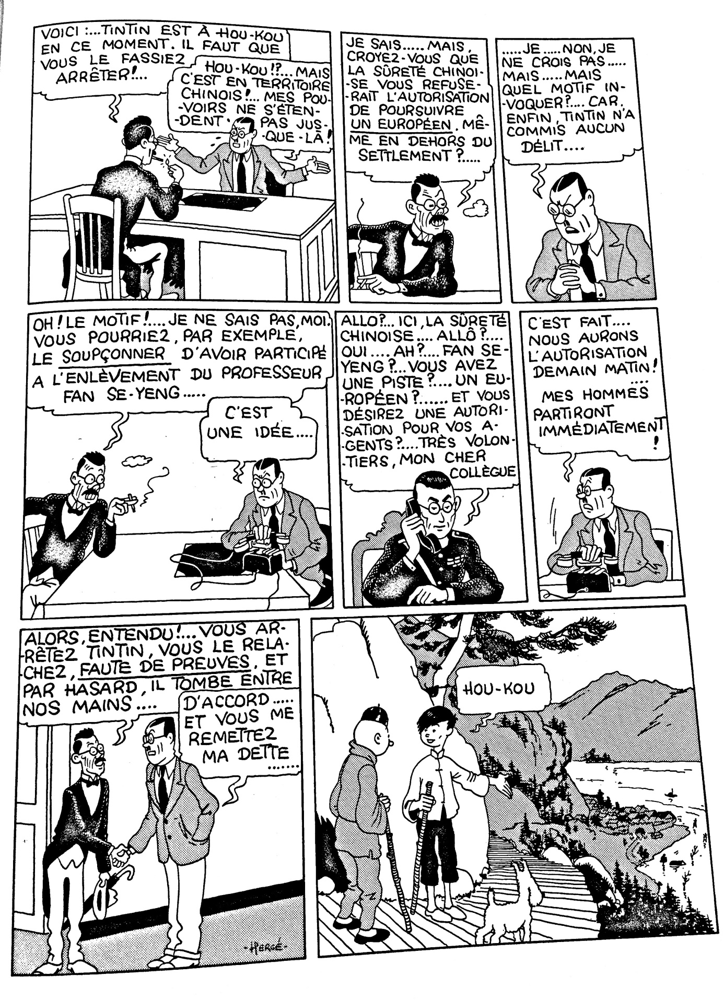 VOICI :...TINTIN EST À HOU-KOU
EN CE MOMENT. IL FAUT QUE
VOUS LE FASSIEZ
ARRÊTER!...
HOU-KOU!?... MAIS
C'EST EN TERRITOIRE
CHINOIS!... MES POU-
-VOIRS NE S'ÉTEN-
-DENT PAS JUS-
-QUE-LÀ!
JE SAIS..... MAIS,
CROYEZ-VOUS QUE
LA SÛRETÉ CHINOI-
-SE VOUS REFUSE-
-RAIT L'AUTORISATION
DE POURSUIVRE
UN EUROPÉEN, MÊ-
ME EN DEHORS DU
SETTLEMENT?.....
.....JE.....NON, JE
NE CROIS PAS.....
MAIS.....MAIS
QUEL MOTIF IN-
-VOQUER?.... CAR,
ENFIN, TINTIN N'A
COMMIS AUCUN
DÉLIT....
OH! LE MOTIF!....JE NE SAIS PAS, MOI.
VOUS POURRIEZ, PAR EXEMPLE,
LE SOUPÇONNER D'AVOIR PARTICIPÉ
A L'ENLÈVEMENT DU PROFESSEUR
FAN SE-YENG.....
C'EST
UNE IDÉE....
ALLO?... ICI, LA SÛRETÉ
CHINOISE.... ALLÔ?....
OUI.... AH?.... FAN SE-
YENG?...VOUS AVEZ
UNE PISTE?.... UN EU-
-ROPÉEN?...... ET VOUS
DÉSIREZ UNE AUTORI-
-SATION POUR VOS A-
-GENTS?....TRÈS VOLON-
-TIERS, MON CHER
COLLÈGUE
C'EST FAIT....
NOUS AURONS
L'AUTORISATION
DEMAIN MATIN!
....
MES HOMMES
PARTIRONT
IMMÉDIATEMENT
!
ALORS, ENTENDU!... VOUS AR-
-RÊTEZ TINTIN, VOUS LE RELA-
-CHEZ, FAUTE DE PREUVES, ET
PAR HASARD, IL TOMBE ENTRE
NOS MAINS....
D'ACCORD.....
ET VOUS ME
REMETTEZ
MA DETTE
.......
-HERGÉ-
HOU-KOU